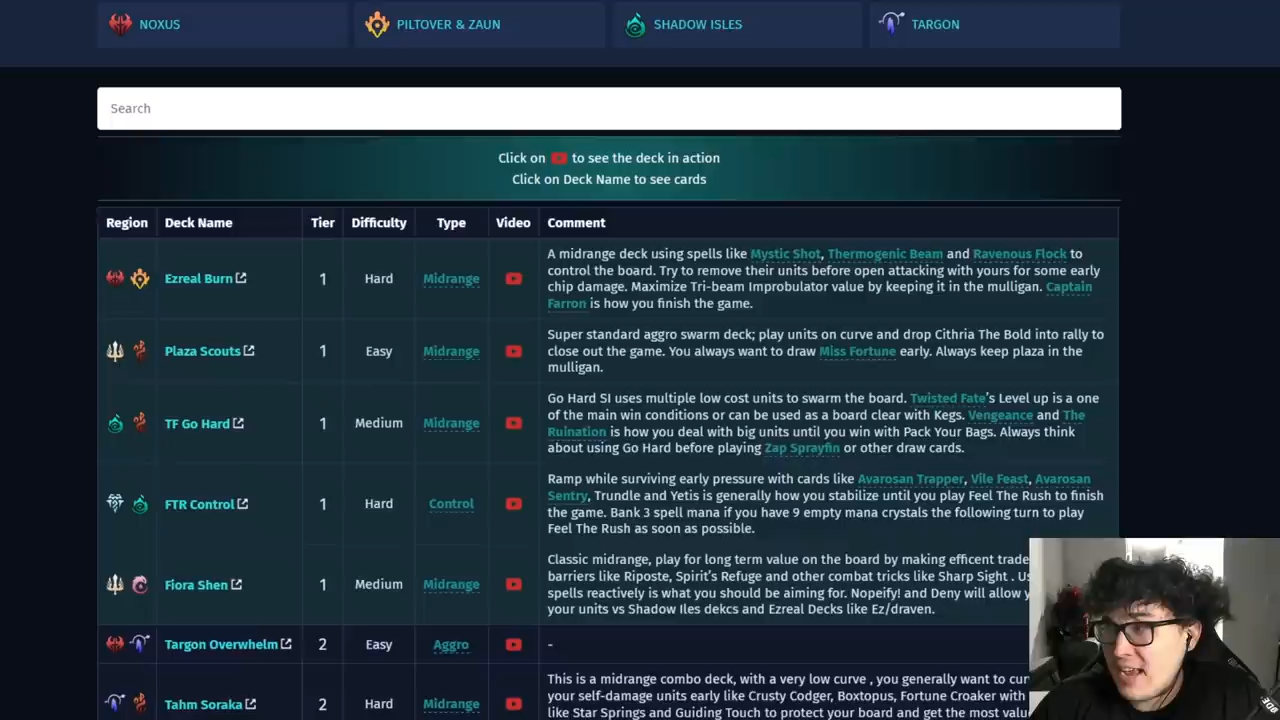 NOXUS
PILTOVER & ZAUN
SHADOW ISLES
TARGON
Search
Click on to see the deck in action
Click on Deck Name to see cards
Region Deck Name Tier Difficulty Type Video Comment
Ezreal Burn 1 Hard Midrange
A midrange deck using spells like Mystic Shot, Thermogenic Beam and Ravenous Flock to
control the board. Try to remove their units before open attacking with yours for some early
chip damage. Maximize Tri-beam Improbulator value by keeping it in the mulligan. Captain
Farron is how you finish the game.
Plaza Scouts 1 Easy Midrange
Super standard aggro swarm deck; play units on curve and drop Cithria The Bold into rally to
close out the game. You always want to draw Miss Fortune early. Always keep plaza in the
mulligan.
TF Go Hard 1 Medium Midrange
Go Hard SI uses multiple low cost units to swarm the board. Twisted Fate's Level up is a one
of the main win conditions or can be used as a board clear with Kegs. Vengeance and The
Ruination is how you deal with big units until you win with Pack Your Bags. Always think
about using Go Hard before playing Zap Sprayfin or other draw cards.
FTR Control 1 Hard Control
Ramp while surviving early pressure with cards like Avarosan Trapper, Vile Feast, Avarosan
Sentry, Trundle and Yetis is generally how you stabilize until you play Feel The Rush to finish
the game. Bank 3 spell mana if you have 9 empty mana crystals the following turn to play
Feel The Rush as soon as possible.
Fiora Shen 1 Medium Midrange
Classic midrange, play for long term value on the board by making efficent trade
barriers like Riposte, Spirit's Refuge and other combat tricks like Sharp Sight . Us
spells reactively is what you should be aiming for. Nopeify! and Deny will allow y
your units vs Shadow Iles dekcs and Ezreal Decks like Ez/draven.
Targon Overwhelm 2 Easy Aggro -
Tahm Soraka 2 Hard Midrange
This is a midrange combo deck, with a very low curve , you generally want to cur
your self-damage units early like Crusty Codger, Boxtopus, Fortune Croaker with
like Star Springs and Guiding Touch to protect your board and get the most valu